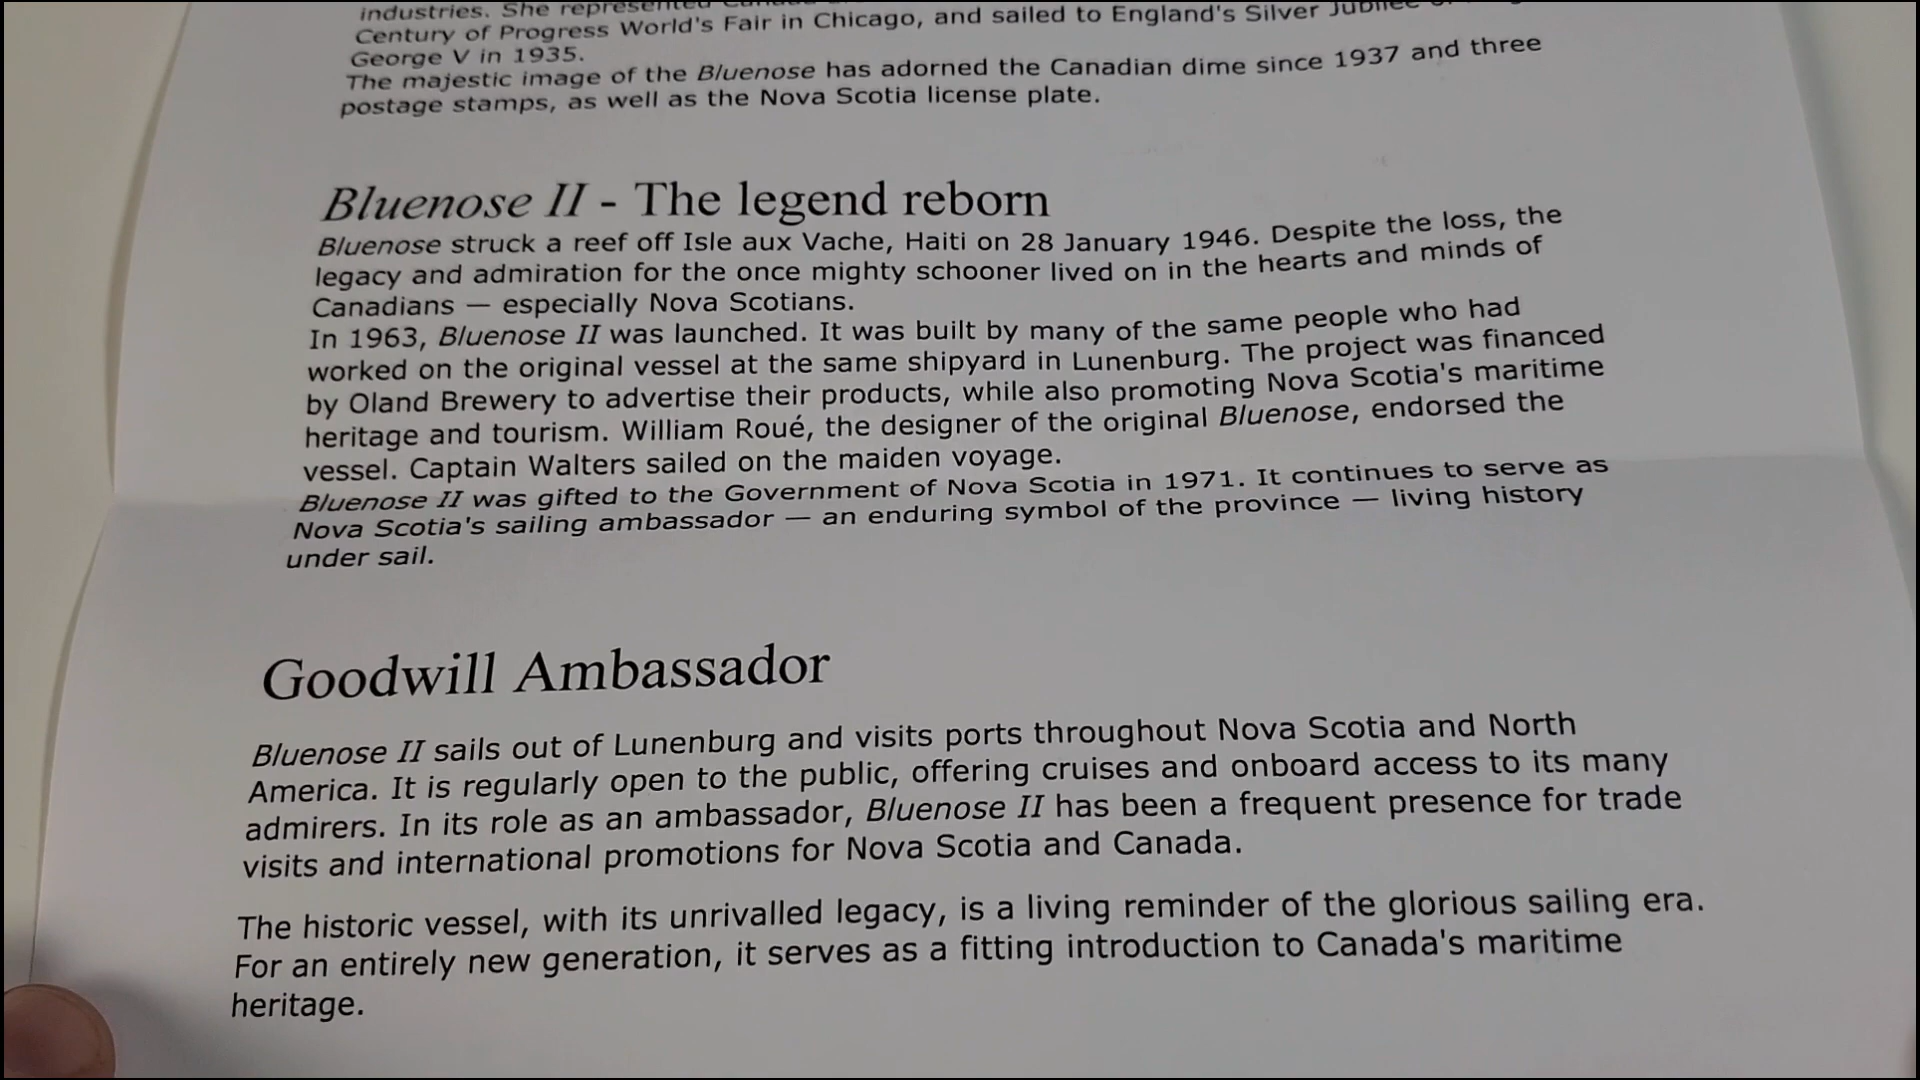 industries. She represented
Century of Progress World's Fair in Chicago, and sailed to England's Silver Jubilee
George V in 1935.
The majestic image of the Bluenose has adorned the Canadian dime since 1937 and three
postage stamps, as well as the Nova Scotia license plate.
Bluenose II - The legend reborn
Bluenose struck a reef off Isle aux Vache, Haiti on 28 January 1946. Despite the loss, the
legacy and admiration for the once mighty schooner lived on in the hearts and minds of
Canadians — especially Nova Scotians.
In 1963, Bluenose II was launched. It was built by many of the same people who had
worked on the original vessel at the same shipyard in Lunenburg. The project was financed
by Oland Brewery to advertise their products, while also promoting Nova Scotia's maritime
heritage and tourism. William Roué, the designer of the original Bluenose, endorsed the
vessel. Captain Walters sailed on the maiden voyage.
Bluenose II was gifted to the Government of Nova Scotia in 1971. It continues to serve as
Nova Scotia's sailing ambassador — an enduring symbol of the province — living history
under sail.
Goodwill Ambassador
Bluenose II sails out of Lunenburg and visits ports throughout Nova Scotia and North
America. It is regularly open to the public, offering cruises and onboard access to its many
admirers. In its role as an ambassador, Bluenose II has been a frequent presence for trade
visits and international promotions for Nova Scotia and Canada.
The historic vessel, with its unrivalled legacy, is a living reminder of the glorious sailing era.
For an entirely new generation, it serves as a fitting introduction to Canada's maritime
heritage.